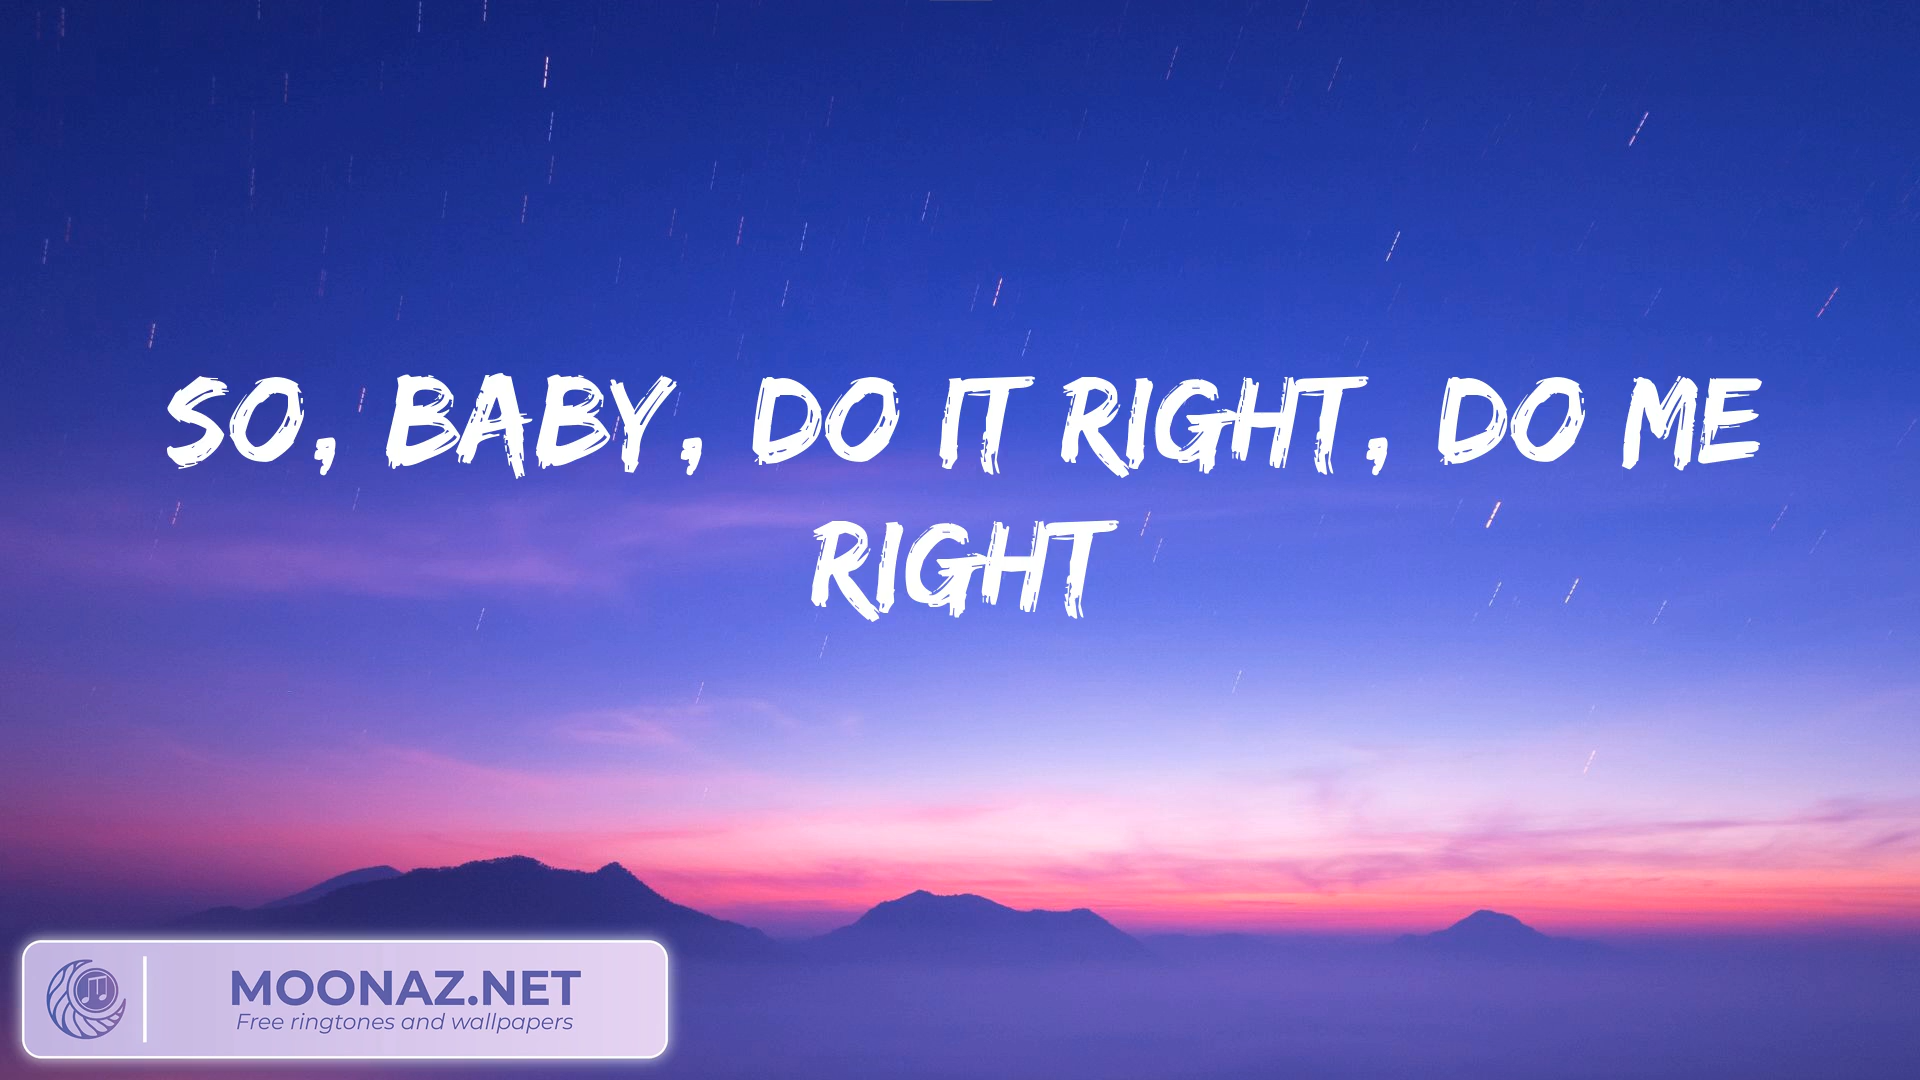 SO, BABY, DO IT RIGHT, DO ME
RIGHT
MOONAZ.NET
Free ringtones and wallpapers